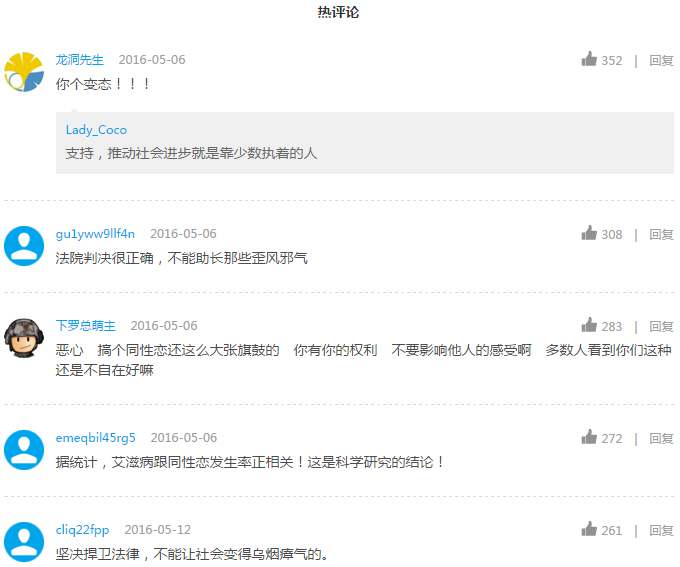 热评论
龙洞先生 2016-05-06 352 | 回复
你个变态！！！
Lady_Coco
支持，推动社会进步就是靠少数执着的人
gu1yww9llf4n 2016-05-06 308 | 回复
法院判决很正确，不能助长那些歪风邪气
下罗总萌主 2016-05-06 283 | 回复
恶心 搞个同性恋还这么大张旗鼓的 你有你的权利 不要影响他人的感受啊 多数人看到你们这种
还是不自在好嘛
emeqbil45rg5 2016-05-06 272 | 回复
据统计，艾滋病跟同性恋发生率正相关！这是科学研究的结论！
cliq22fpp 2016-05-12 261 | 回复
坚决捍卫法律，不能让社会变得乌烟瘴气的。